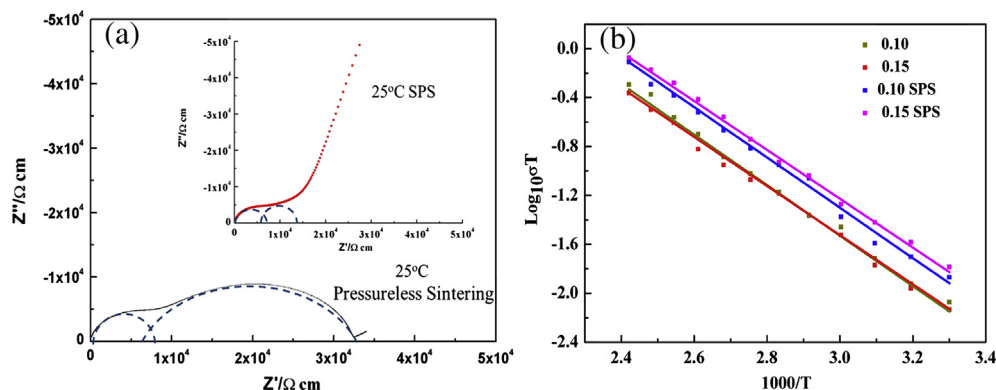 (a)
-5x10⁴
-4x10⁴
-3x10⁴
-2x10⁴
-1x10⁴
0
Z''/Ω cm
0
1x10⁴
2x10⁴
3x10⁴
4x10⁴
5x10⁴
Z'/Ω cm
-5x10⁴
-4x10⁴
-3x10⁴
-2x10⁴
-1x10⁴
0
Z''/Ω cm
0
1x10⁴
2x10⁴
3x10⁴
4x10⁴
5x10⁴
Z'/Ω cm
25°C SPS
25°C
Pressureless Sintering
(b)
0.10
0.15
0.10 SPS
0.15 SPS
0.0
-0.4
-0.8
-1.2
-1.6
-2.0
-2.4
Log₁₀σT
2.4
2.6
2.8
3.0
3.2
3.4
1000/T